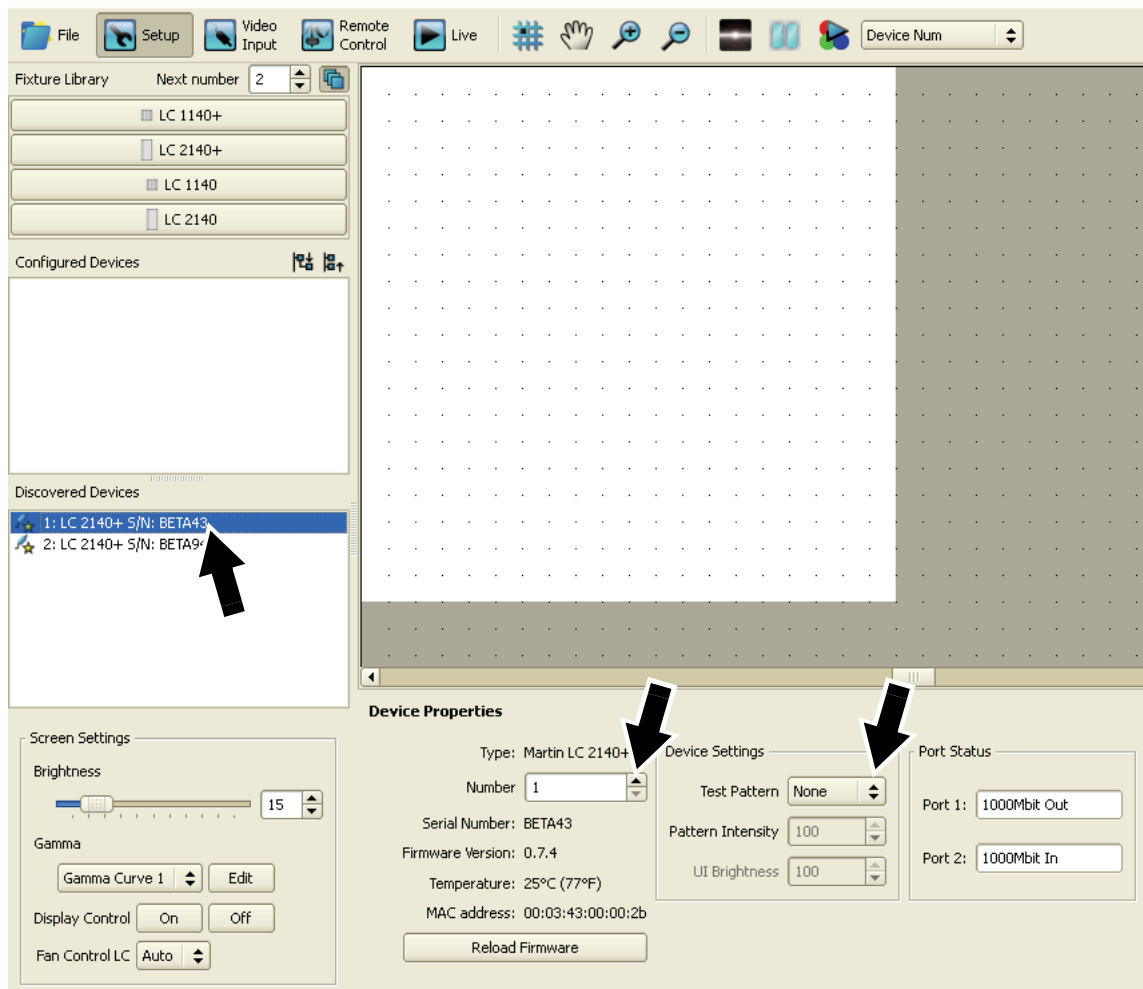 File
Setup
Video
Input
Remote
Control
Live
Device Num
Fixture Library
Next number
2
LC 1140+
LC 2140+
LC 1140
LC 2140
Configured Devices
Discovered Devices
1: LC 2140+ S/N: BETA43
2: LC 2140+ S/N:
Screen Settings
Brightness
15
Gamma
Gamma Curve 1
Edit
Display Control
On
Off
Fan Control LC
Auto
Device Properties
Type: Martin LC 2140+
Number
1
Serial Number: BETA43
Firmware Version: 0.7.4
Temperature: 25°C (77°F)
MAC address: 00:03:43:00:00:2b
Reload Firmware
Device Settings
Test Pattern
None
Pattern Intensity
100
UI Brightness
100
Port Status
Port 1: 1000Mbit Out
Port 2: 1000Mbit In